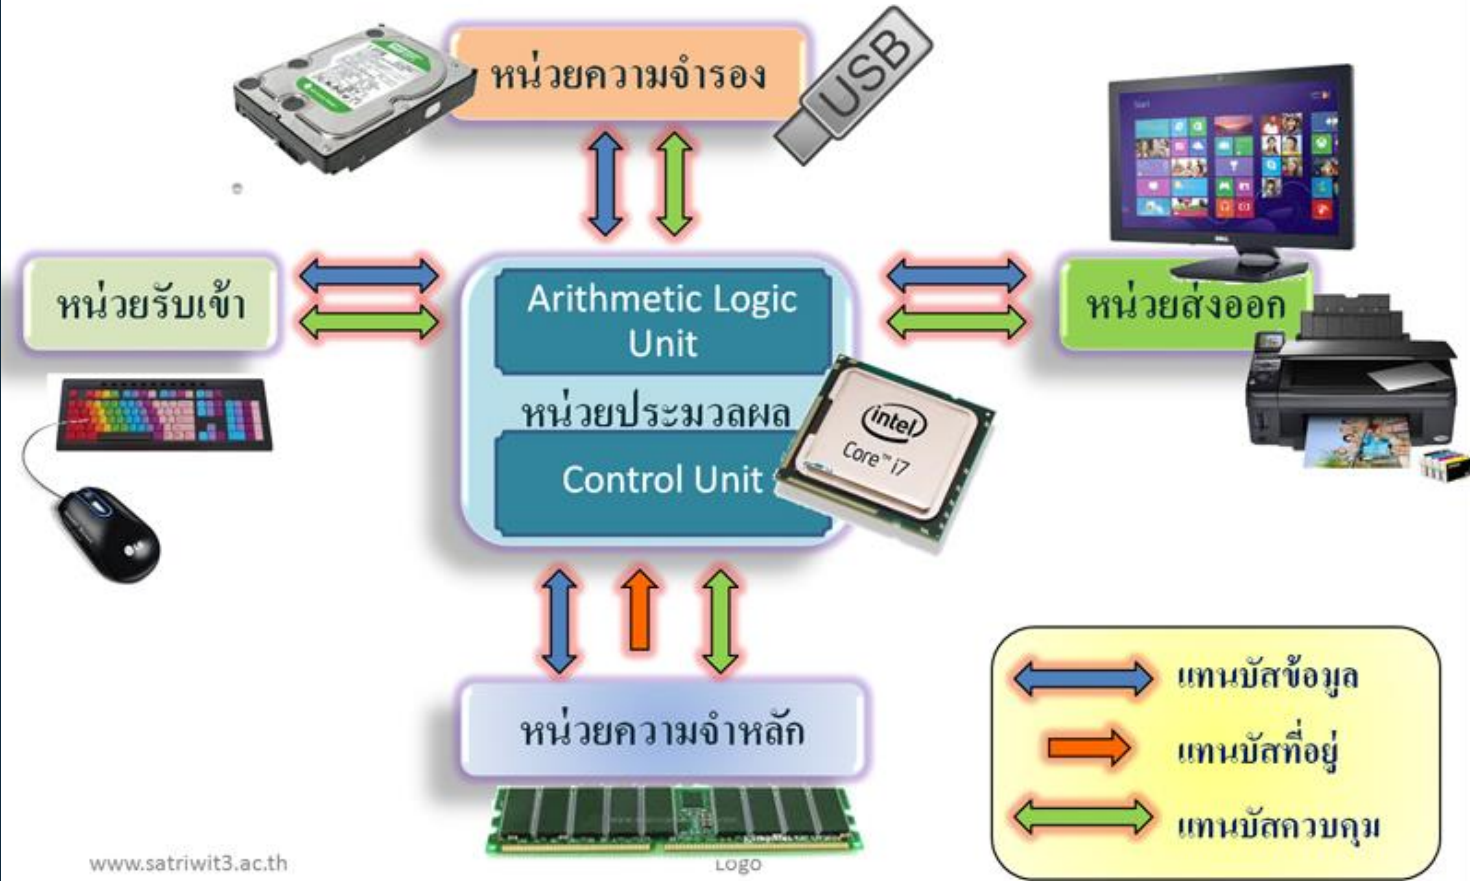 หน่วยความจำรอง
USB
Start
DELL
หน่วยรับเข้า
Arithmetic Logic
Unit
หน่วยส่งออก
หน่วยประมวลผล
intel
Core™ i7
Control Unit
LG
หน่วยความจำหลัก
แทนบัสข้อมูล
แทนบัสที่อยู่
แทนบัสควบคุม
www.satriwit3.ac.th
Logo